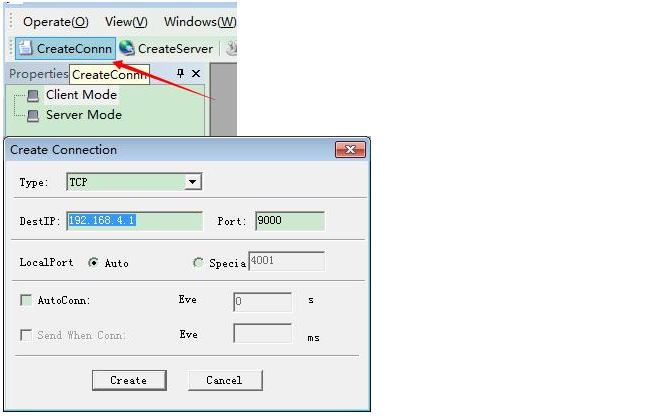 Operate(O) View(V) Windows(W)
CreateConnn CreateServer
Properties CreateConnn
Client Mode
Server Mode
Create Connection
Type: TCP
DestIP: 192.168.4.1 Port: 9000
LocalPort Auto Specia 4001
AutoConn: Eve 0 s
Send When Conn: Eve ms
Create Cancel